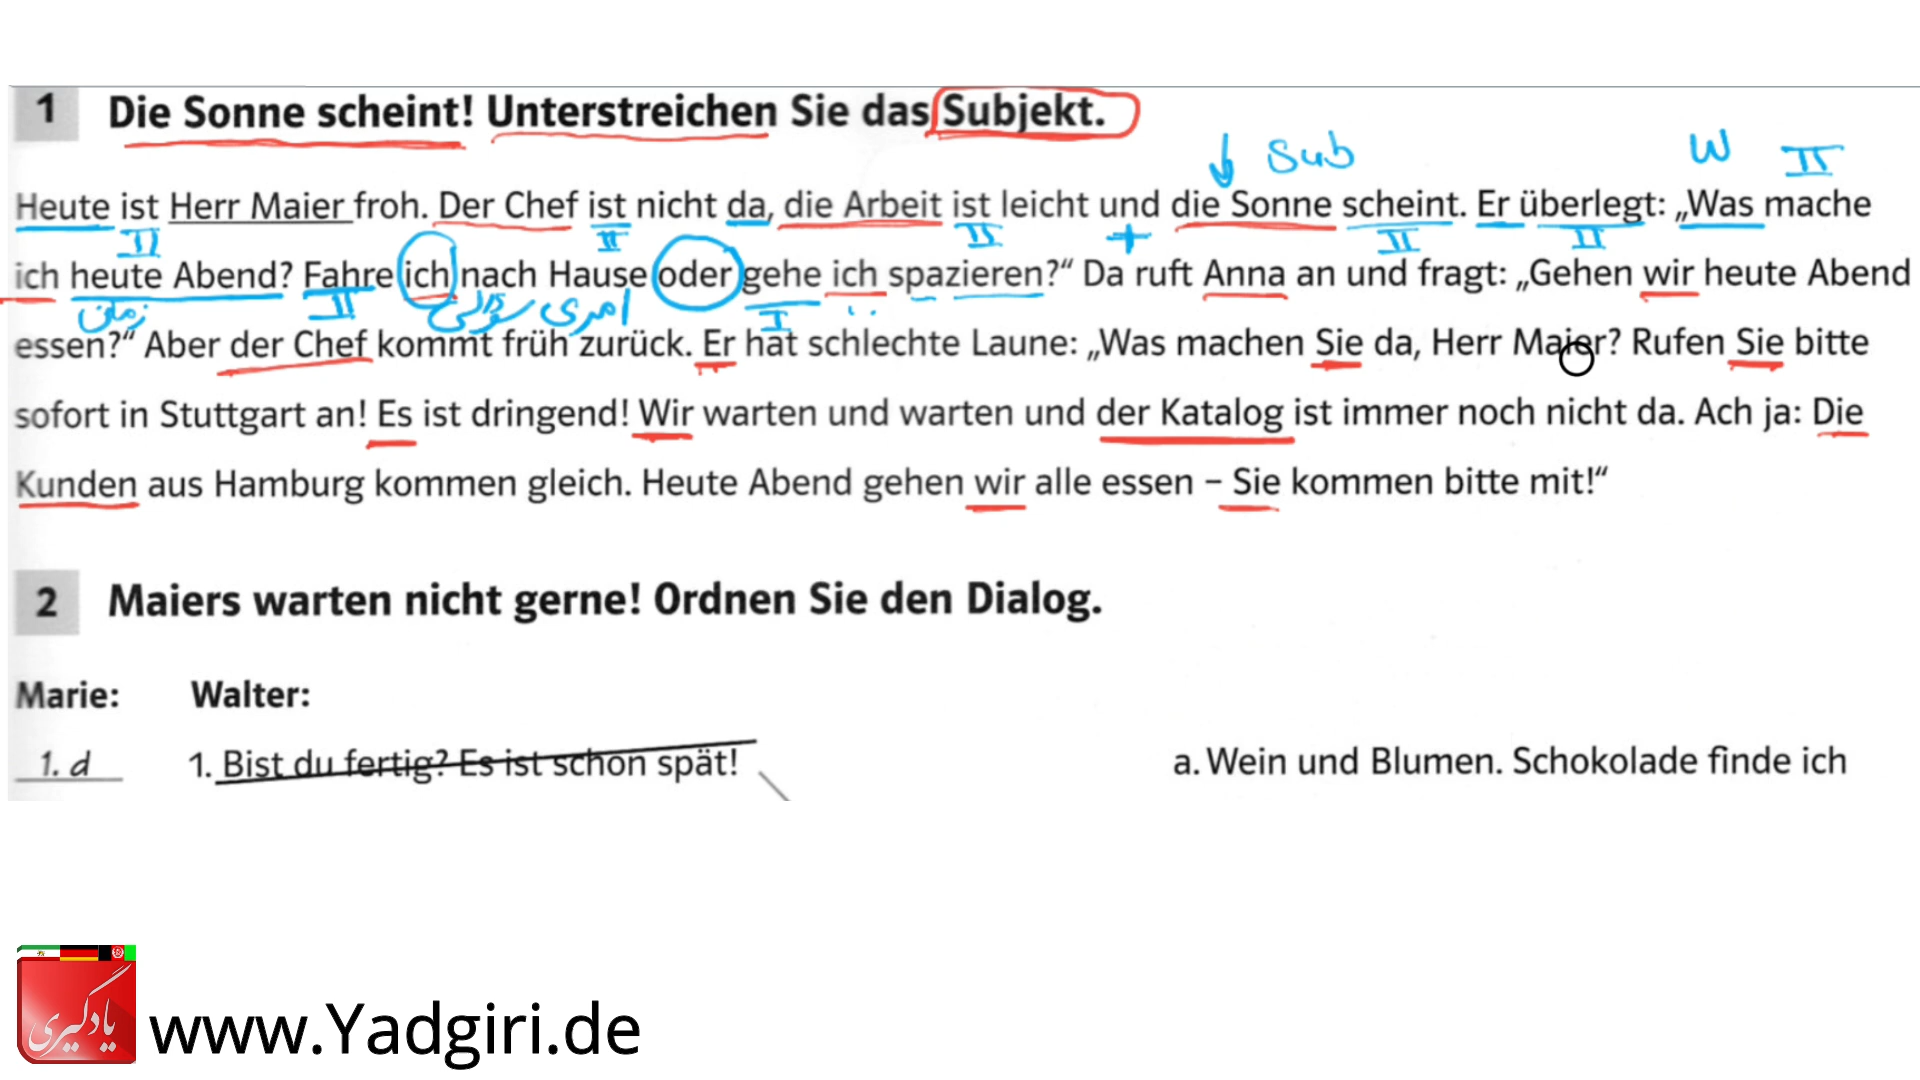 1 Die Sonne scheint! Unterstreichen Sie das Subjekt.
Sub W II
Heute ist Herr Maier froh. Der Chef ist nicht da, die Arbeit ist leicht und die Sonne scheint. Er überlegt: „Was mache
II II II + II II
ich heute Abend? Fahre ich nach Hause oder gehe ich spazieren?“ Da ruft Anna an und fragt: „Gehen wir heute Abend
زمان II سؤالی امری I
essen?“ Aber der Chef kommt früh zurück. Er hat schlechte Laune: „Was machen Sie da, Herr Maier? Rufen Sie bitte
sofort in Stuttgart an! Es ist dringend! Wir warten und warten und der Katalog ist immer noch nicht da. Ach ja: Die
Kunden aus Hamburg kommen gleich. Heute Abend gehen wir alle essen – Sie kommen bitte mit!“
2 Maiers warten nicht gerne! Ordnen Sie den Dialog.
Marie: Walter:
1. d 1. Bist du fertig? Es ist schon spät! a. Wein und Blumen. Schokolade finde ich
یادگیری
www.Yadgiri.de